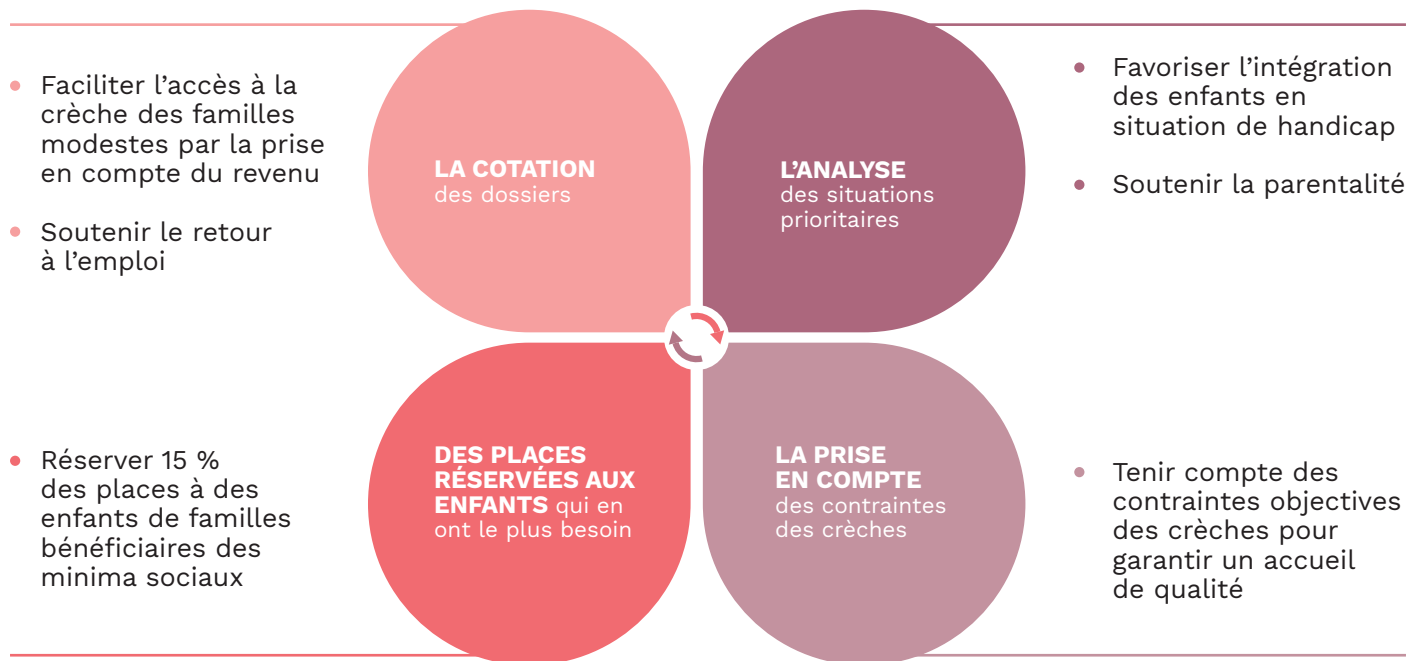 Faciliter l’accès à la
crèche des familles
modestes par la prise
en compte du revenu
Soutenir le retour
à l’emploi
LA COTATION
des dossiers
L’ANALYSE
des situations
prioritaires
Favoriser l’intégration
des enfants en
situation de handicap
Soutenir la parentalité
Réserver 15 %
des places à des
enfants de familles
bénéficiaires des
minima sociaux
DES PLACES
RÉSERVÉES AUX
ENFANTS qui en
ont le plus besoin
LA PRISE
EN COMPTE
des contraintes
des crèches
Tenir compte des
contraintes objectives
des crèches pour
garantir un accueil
de qualité